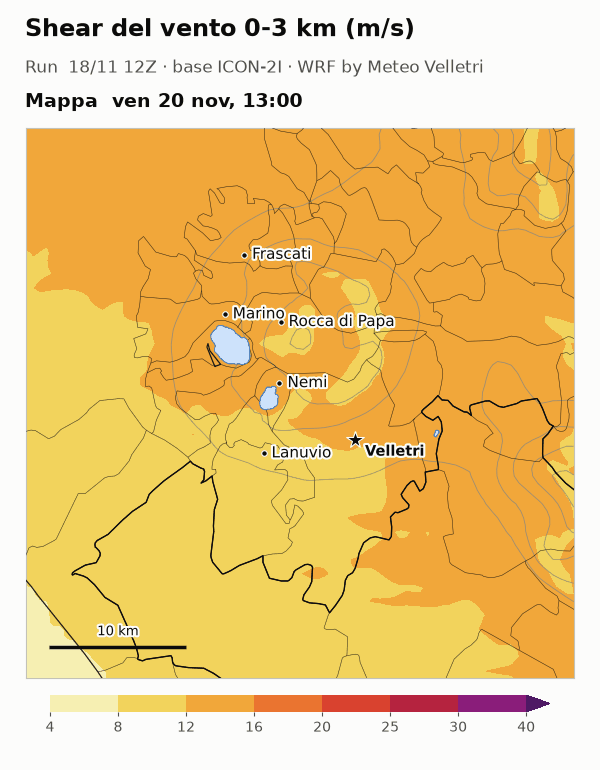 Shear del vento 0-3 km (m/s)
Run  18/11 12Z · base ICON-2I · WRF by Meteo Velletri
Mappa  ven 20 nov, 13:00
Frascati
Marino
Rocca di Papa
Nemi
Velletri
Lanuvio
10 km
4 8 12 16 20 25 30 40